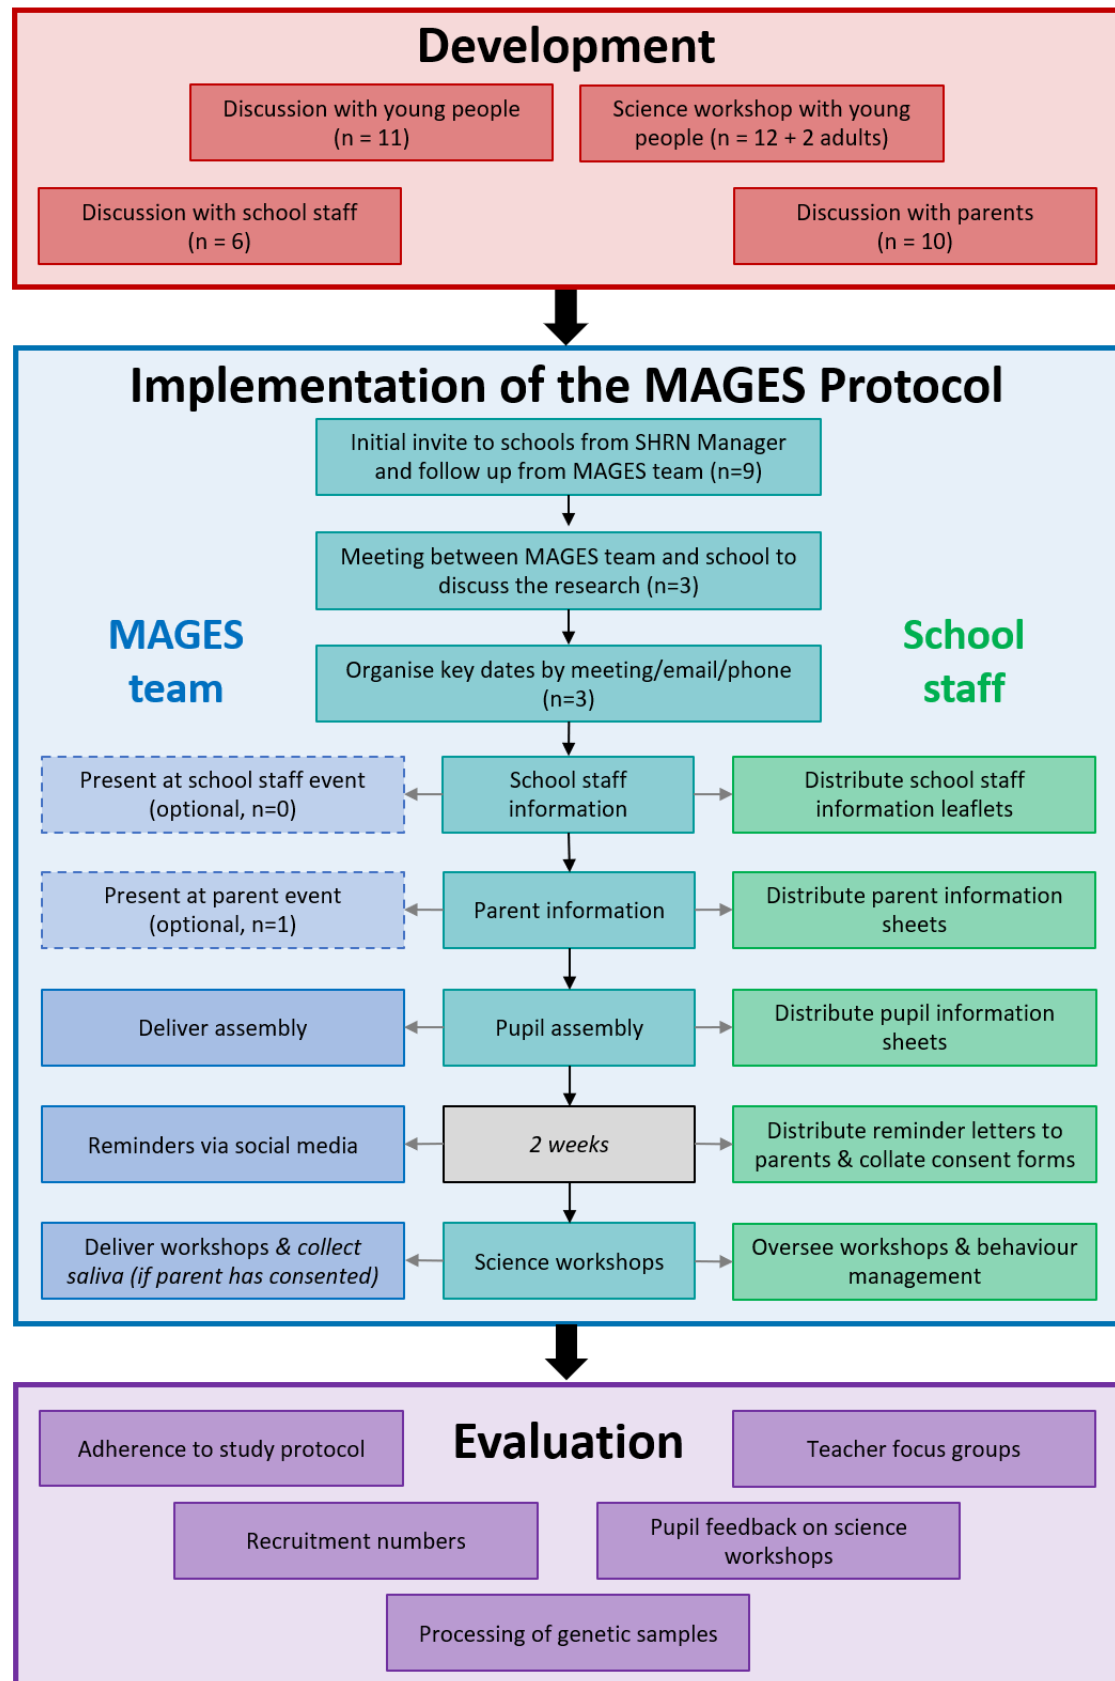 Development
Discussion with young people
(n = 11)
Science workshop with young
people (n = 12 + 2 adults)
Discussion with school staff
(n = 6)
Discussion with parents
(n = 10)
Implementation of the MAGES Protocol
Initial invite to schools from SHRN Manager
and follow up from MAGES team (n=9)
Meeting between MAGES team and school to
discuss the research (n=3)
MAGES
team
School
staff
Organise key dates by meeting/email/phone
(n=3)
Present at school staff event
(optional, n=0)
School staff
information
Distribute school staff
information leaflets
Present at parent event
(optional, n=1)
Parent information
Distribute parent information
sheets
Deliver assembly
Pupil assembly
Distribute pupil information
sheets
Reminders via social media
2 weeks
Distribute reminder letters to
parents & collate consent forms
Deliver workshops & collect
saliva (if parent has consented)
Science workshops
Oversee workshops & behaviour
management
Evaluation
Adherence to study protocol
Teacher focus groups
Recruitment numbers
Pupil feedback on science
workshops
Processing of genetic samples